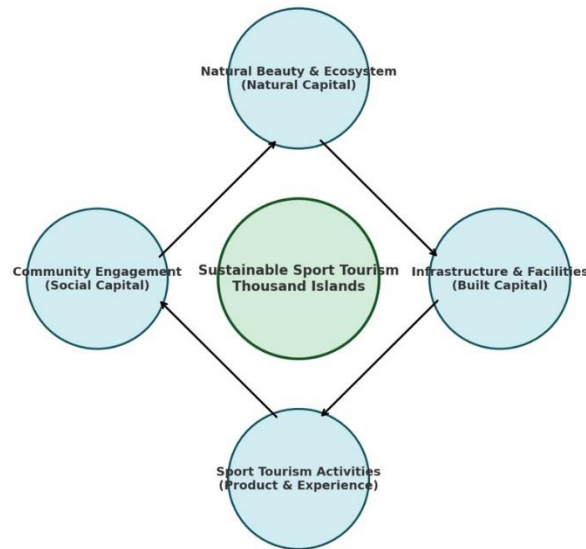 Natural Beauty & Ecosystem
(Natural Capital)
Community Engagement
(Social Capital)
Sustainable Sport Tourism
Thousand Islands
Infrastructure & Facilities
(Built Capital)
Sport Tourism Activities
(Product & Experience)